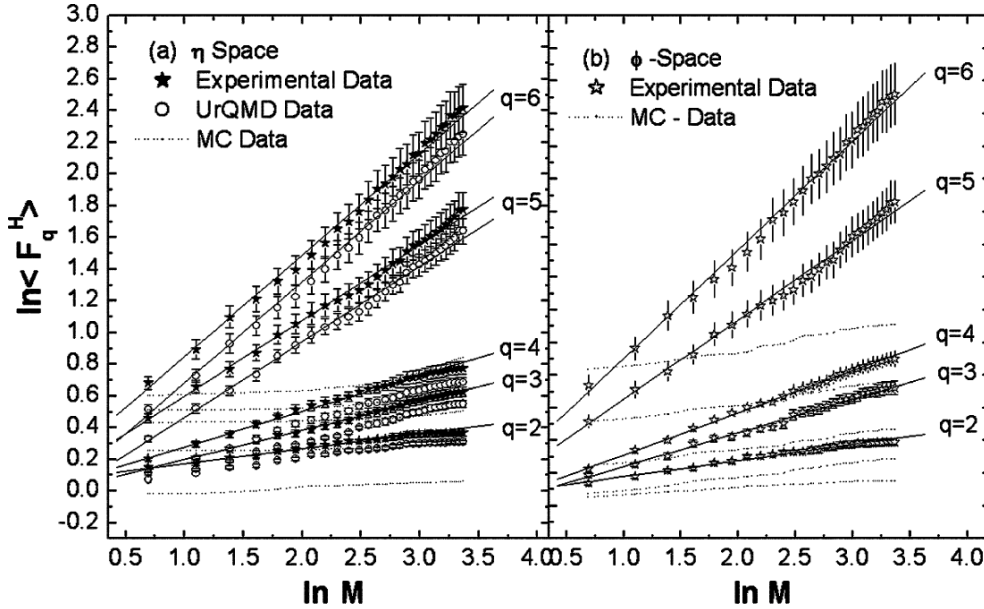 (a) η Space
Experimental Data
UrQMD Data
MC Data
q=6
q=5
q=4
q=3
q=2
(b) ϕ -Space
Experimental Data
MC - Data
q=6
q=5
q=4
q=3
q=2
ln< F_q^H >
3.0
2.8
2.6
2.4
2.2
2.0
1.8
1.6
1.4
1.2
1.0
0.8
0.6
0.4
0.2
0.0
-0.2
0.5 1.0 1.5 2.0 2.5 3.0 3.5 4.0
0.5 1.0 1.5 2.0 2.5 3.0 3.5 4.0
ln M
ln M